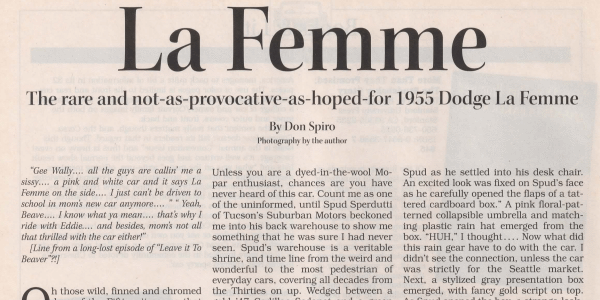 La Femme
The rare and not-as-provocative-as-hoped-for 1955 Dodge La Femme
By Don Spiro
Photography by the author
"Gee Wally.... all the guys are callin' me a
sissy.... a pink and white car and it says La
Femme on the side.... I just can't be driven to
school in mom's new car anymore.... " " Yeah,
Beave.... I know what ya mean.... that's why I
ride with Eddie.... and besides, mom's not all
that thrilled with the car either!"
[Line from a long-lost episode of "Leave it To
Beaver"?!]
Oh those wild, finned and chromed
Unless you are a dyed-in-the-wool Mo-
par enthusiast, chances are you have
never heard of this car. Count me as one
of the uninformed, until Spud Sperdutti
of Tucson's Suburban Motors beckoned
me into his back warehouse to show me
something that he was sure I had never
seen. Spud's warehouse is a veritable
shrine, and time line from the weird and
wonderful to the most pedestrian of
everyday cars, covering all decades from
the Thirties on up. Wedged between a
Spud as he settled into his desk chair.
An excited look was fixed on Spud's face
as he carefully opened the flaps of a tat-
tered cardboard box." A pink floral-pat-
terned collapsible umbrella and match-
ing plastic rain hat emerged from the
box. "HUH," I thought.... Now what did
this rain gear have to do with the car. I
didn't see the connection, unless the car
was strictly for the Seattle market.
Next, a stylized gray presentation box
emerged, with fancy gold script on top.